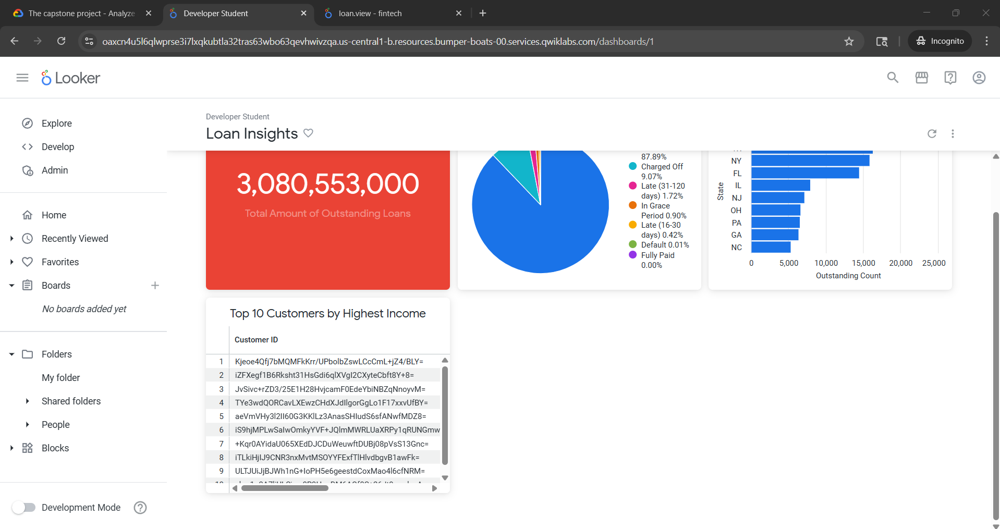 The capstone project - Analyze
Developer Student
loan.view - fintech
oaxcn4u5l6qlwprse3i7lxqkubtla32tras63wbo63qevhwivzqa.us-central1-b.resources.bumper-boats-00.services.qwiklabs.com/dashboards/1
Incognito
Looker
Explore
Develop
Admin
Home
Recently Viewed
Favorites
Boards
No boards added yet
Folders
My folder
Shared folders
People
Blocks
Development Mode
Developer Student
Loan Insights
3,080,553,000
Total Amount of Outstanding Loans
87.89%
Charged Off
9.07%
Late (31-120
days) 1.72%
In Grace
Period 0.90%
Late (16-30
days) 0.42%
Default 0.01%
Fully Paid
0.00%
State
NY
FL
IL
NJ
OH
PA
GA
NC
0 5,000 10,000 15,000 20,000 25,000
Outstanding Count
Top 10 Customers by Highest Income
Customer ID
1 Kjeoe4Qfj7bMQMFkKrr/UPbolbZswLCcCmL+jZ4/BLY=
2 iZFXegf1B6Rksht31HsGdi6qlXVgI2CXyteCbft8Y+8=
3 JvSivc+rZD3/25E1H28HvjcamF0EdeYbiNBZqNnoyvM=
4 TYe3wdQORCavLXEwzCHdXJdIlgorGgLo1F17xxvUfBY=
5 aeVmVHy3l2II60G3KKlLz3AnasSHIudS6sfANwfMDZ8=
6 iS9hjMPLwSaIwOmkyYVF+JQlmMWRLUaXRPy1qRUNGmw
7 +Kqr0AYidaU065XEdDJCDuWeuwftDUBj08pVsS13Gnc=
8 iTLkiHjIJ9CNR3nxMvtMSOYYFExfTlHlvdbgvB1awFk=
9 ULTJUiJjBJWh1nG+IoPH5e6geestdCoxMao4l6cfNRM=